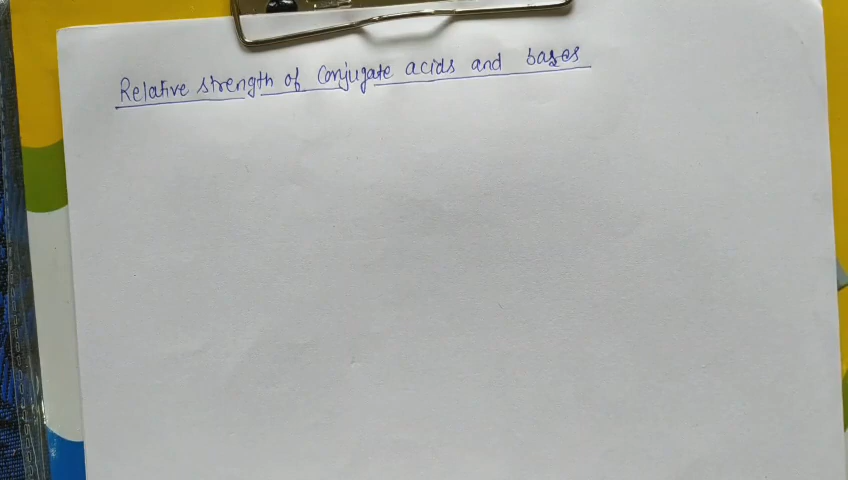 Relative strength of conjugate acids and bases